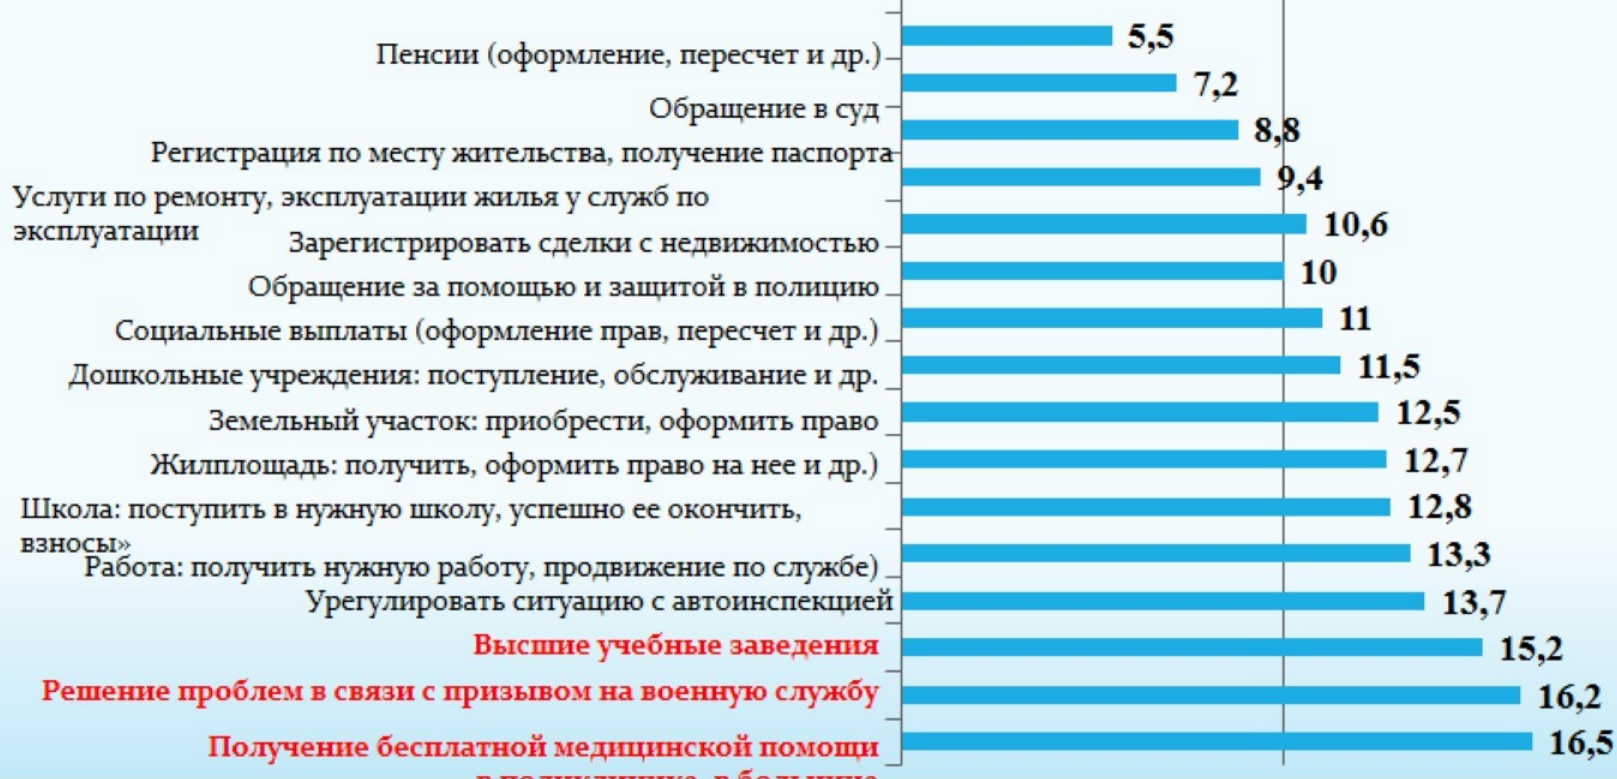 5,5
Пенсии (оформление, пересчет и др.)
7,2
Обращение в суд
8,8
Регистрация по месту жительства, получение паспорта
9,4
Услуги по ремонту, эксплуатации жилья у служб по
эксплуатации
10,6
Зарегистрировать сделки с недвижимостью
10
Обращение за помощью и защитой в полицию
11
Социальные выплаты (оформление прав, пересчет и др.)
11,5
Дошкольные учреждения: поступление, обслуживание и др.
12,5
Земельный участок: приобрести, оформить право
12,7
Жилплощадь: получить, оформить право на нее и др.)
12,8
Школа: поступить в нужную школу, успешно ее окончить,
взносы»
13,3
Работа: получить нужную работу, продвижение по службе)
13,7
Урегулировать ситуацию с автоинспекцией
Высшие учебные заведения
15,2
Решение проблем в связи с призывом на военную службу
16,2
Получение бесплатной медицинской помощи
16,5